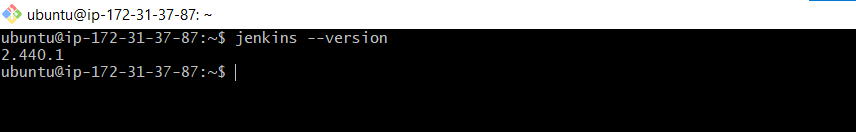 ubuntu@ip-172-31-37-87: ~
ubuntu@ip-172-31-37-87:~$ jenkins --version
2.440.1
ubuntu@ip-172-31-37-87:~$